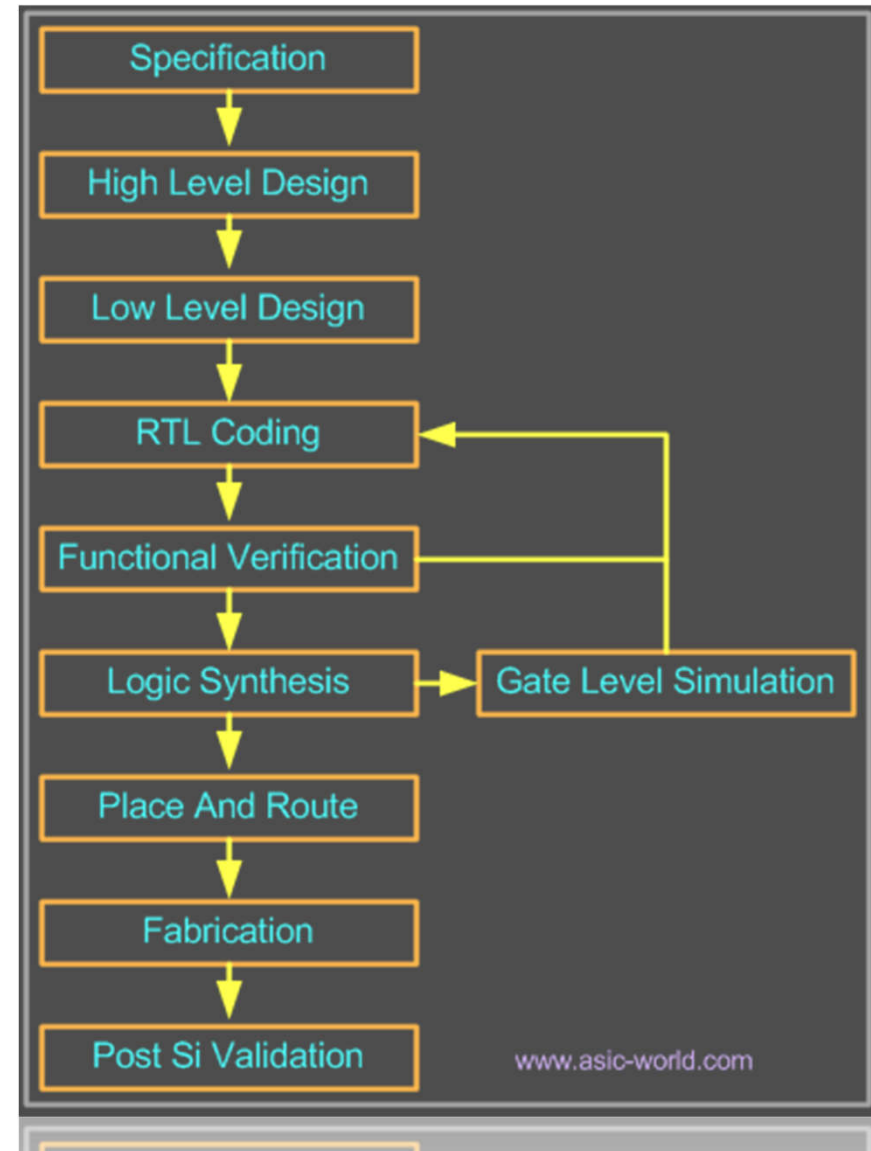 Specification
High Level Design
Low Level Design
RTL Coding
Functional Verification
Logic Synthesis
Gate Level Simulation
Place And Route
Fabrication
Post Si Validation
www.asic-world.com